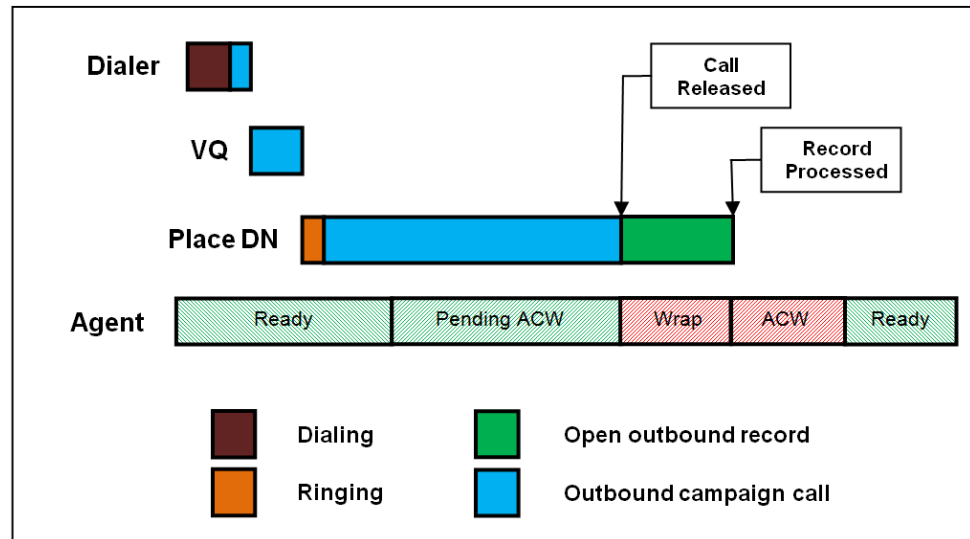 Dialer
Call
Released
VQ
Record
Processed
Place DN
Agent
Ready
Pending ACW
Wrap
ACW
Ready
Dialing
Open outbound record
Ringing
Outbound campaign call